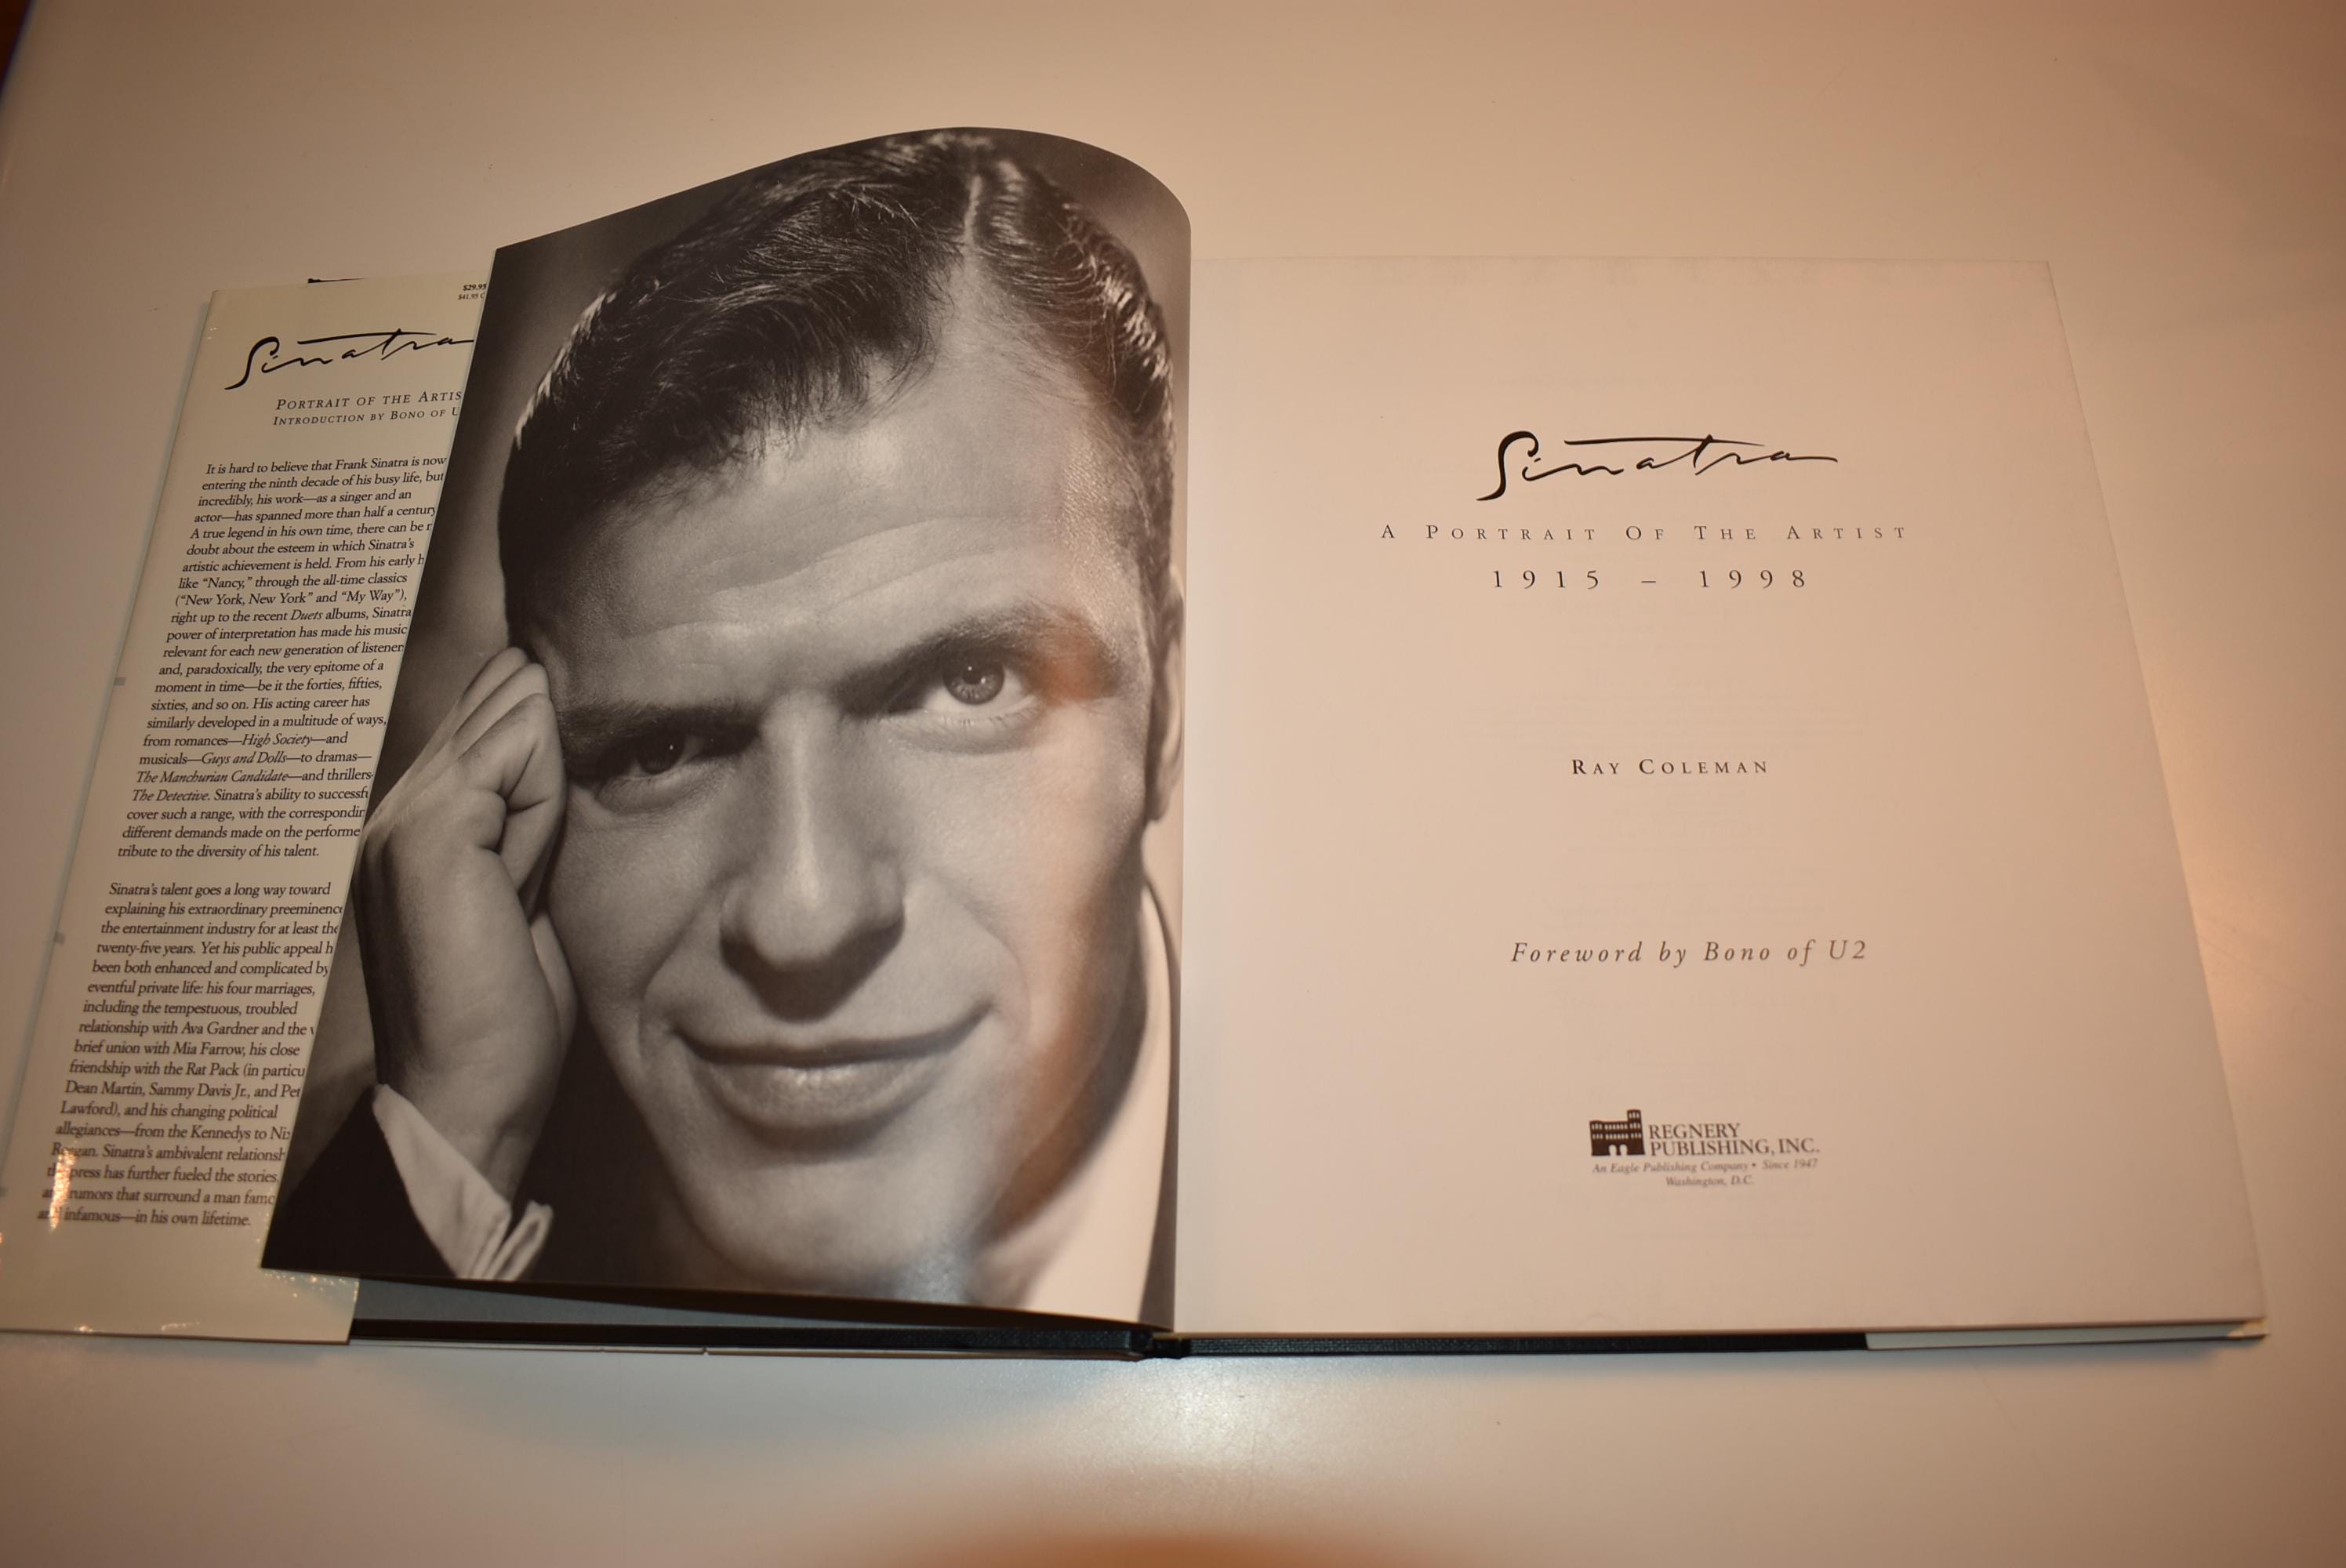 $29.95
$41.95 C
Sinatra
PORTRAIT OF THE ARTIS
INTRODUCTION BY BONO OF U
It is hard to believe that Frank Sinatra is now
entering the ninth decade of his busy life, but
incredibly, his work—as a singer and an
actor—has spanned more than half a century
A true legend in his own time, there can be
doubt about the esteem in which Sinatra's
artistic achievement is held. From his early h
like "Nancy," through the all-time classics
("New York, New York" and "My Way"),
right up to the recent Duets albums, Sinatra
power of interpretation has made his music
relevant for each new generation of listener
and, paradoxically, the very epitome of a
moment in time—be it the forties, fifties,
sixties, and so on. His acting career has
similarly developed in a multitude of ways,
from romances—High Society—and
musicals—Guys and Dolls—to dramas—
The Manchurian Candidate—and thrillers-
The Detective. Sinatra's ability to successfu
cover such a range, with the correspondin
different demands made on the performe
tribute to the diversity of his talent.
Sinatra's talent goes a long way toward
explaining his extraordinary preeminence
the entertainment industry for at least the
twenty-five years. Yet his public appeal h
been both enhanced and complicated by
eventful private life: his four marriages,
including the tempestuous, troubled
relationship with Ava Gardner and the v
brief union with Mia Farrow, his close
friendship with the Rat Pack (in particu
Dean Martin, Sammy Davis Jr., and Pet
Lawford), and his changing political
allegiances—from the Kennedys to Nix
Reagan. Sinatra's ambivalent relationsh
the press has further fueled the stories,
and rumors that surround a man famo
and infamous—in his own lifetime.
Sinatra
A PORTRAIT OF THE ARTIST
1915 – 1998
RAY COLEMAN
Foreword by Bono of U2
REGNERY
PUBLISHING, INC.
An Eagle Publishing Company • Since 1947
Washington, D.C.